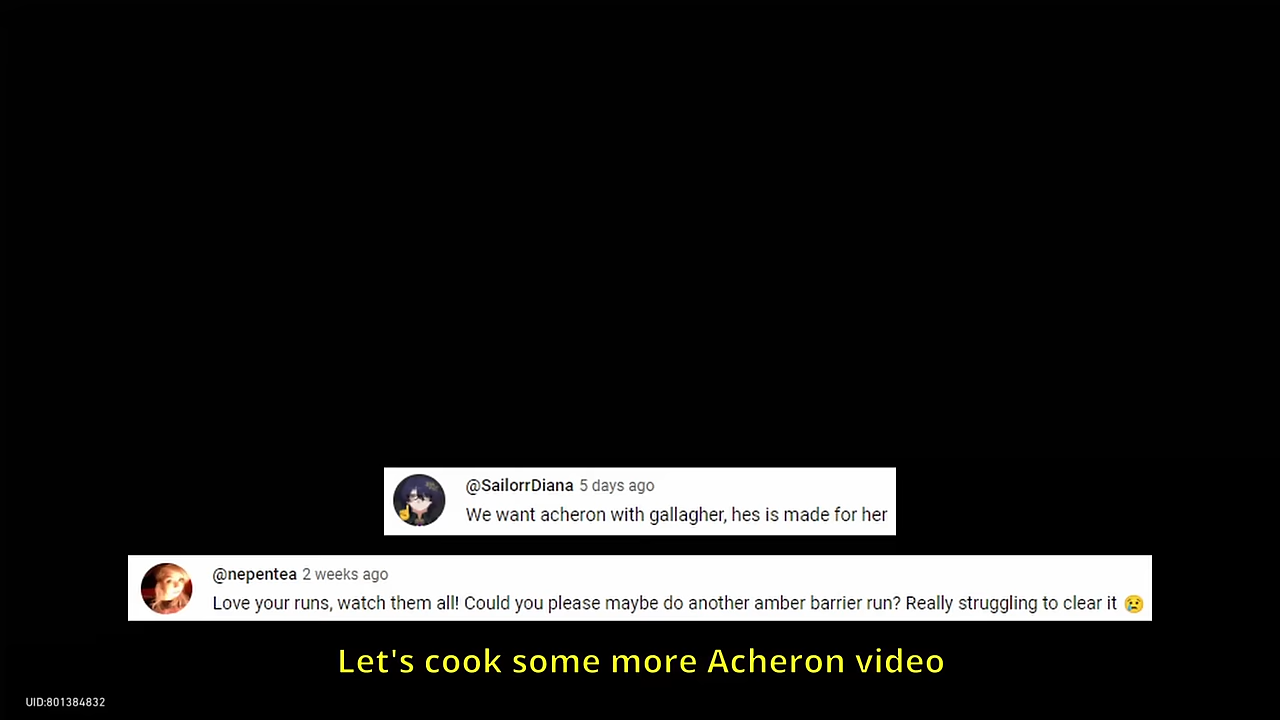 @SailorrDiana 5 days ago
We want acheron with gallagher, hes is made for her
@nepentea 2 weeks ago
Love your runs, watch them all! Could you please maybe do another amber barrier run? Really struggling to clear it 😢
Let's cook some more Acheron video
UID:801384832